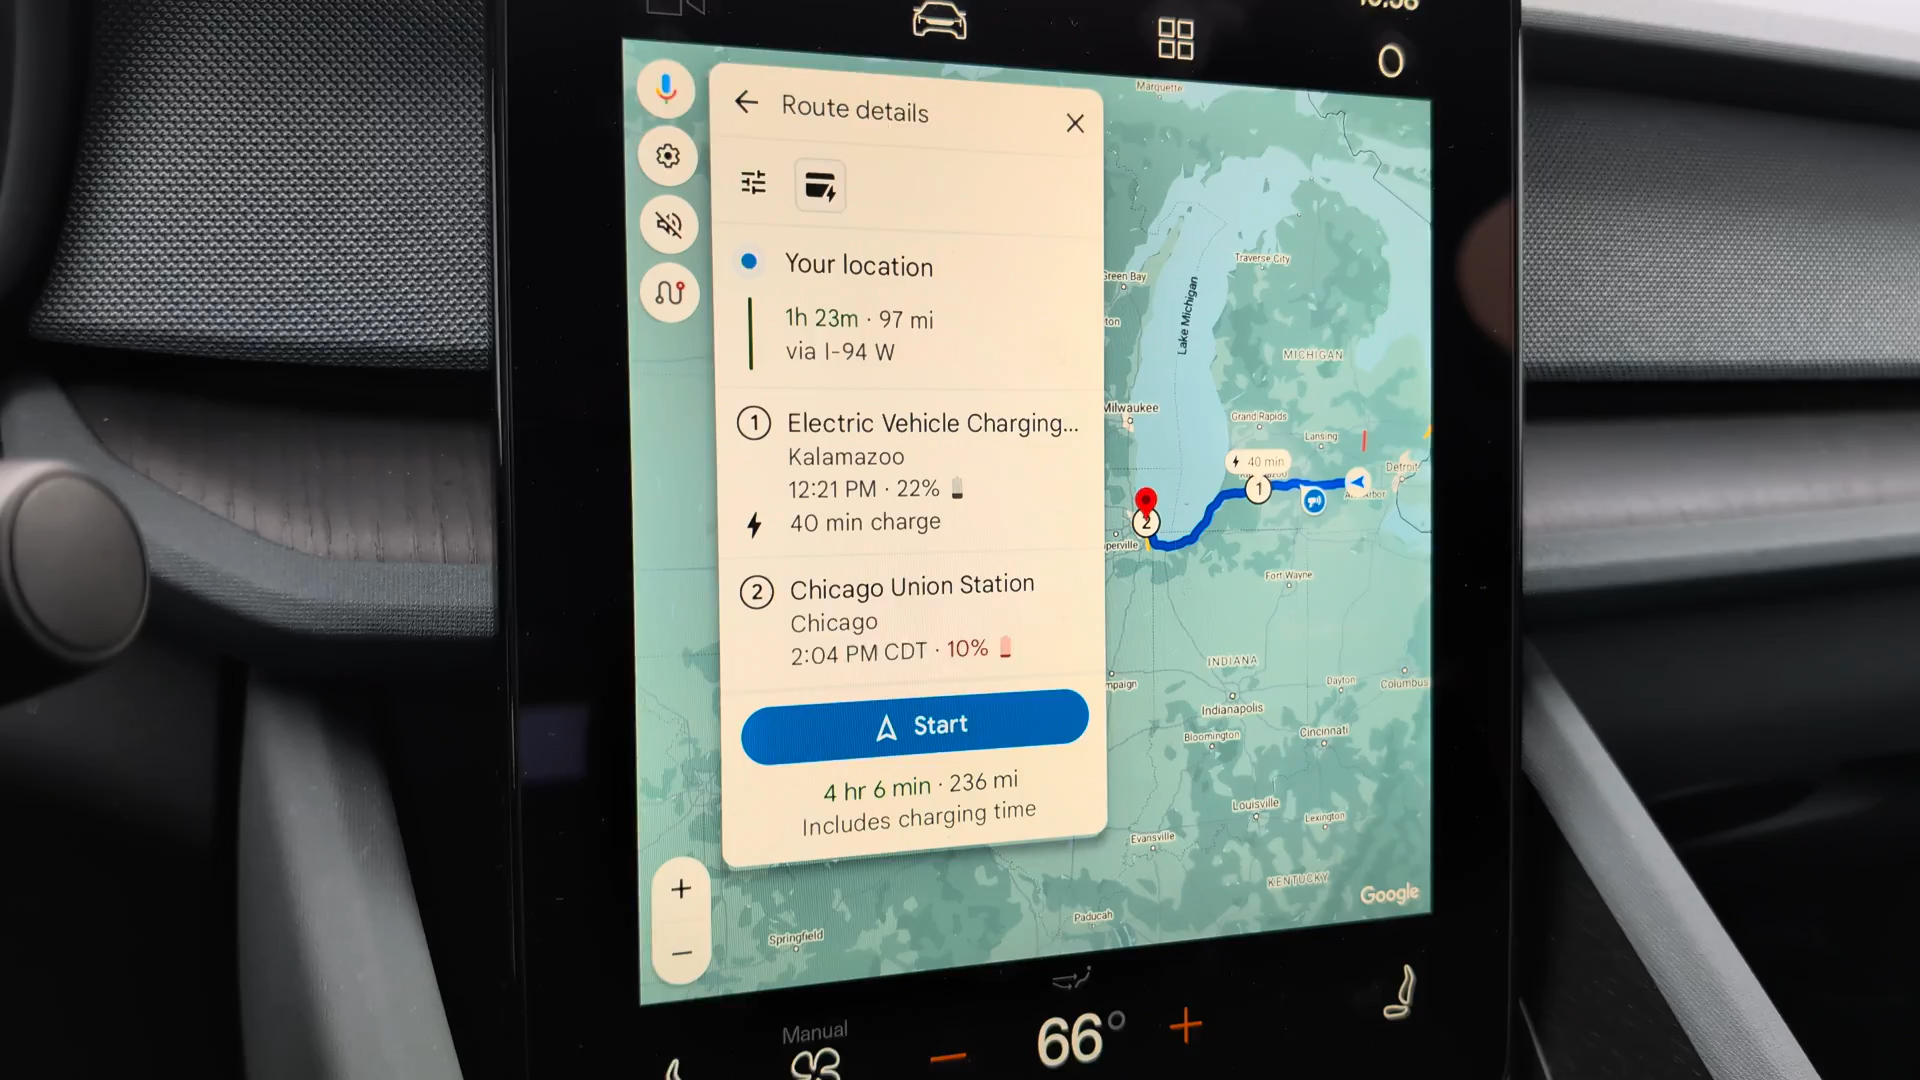 Route details
Your location
1h 23m · 97 mi
via I-94 W
1
Electric Vehicle Charging...
Kalamazoo
12:21 PM · 22%
40 min charge
2
Chicago Union Station
Chicago
2:04 PM CDT · 10%
Start
4 hr 6 min · 236 mi
Includes charging time
Marquette
Traverse City
Green Bay
Lake Michigan
MICHIGAN
Milwaukee
Grand Rapids
Lansing
40 min
Detroit
1
2
Fort Wayne
INDIANA
Dayton
Columbus
Indianapolis
Bloomington
Cincinnati
Louisville
Lexington
Evansville
KENTUCKY
Google
Paducah
Springfield
Manual
66°